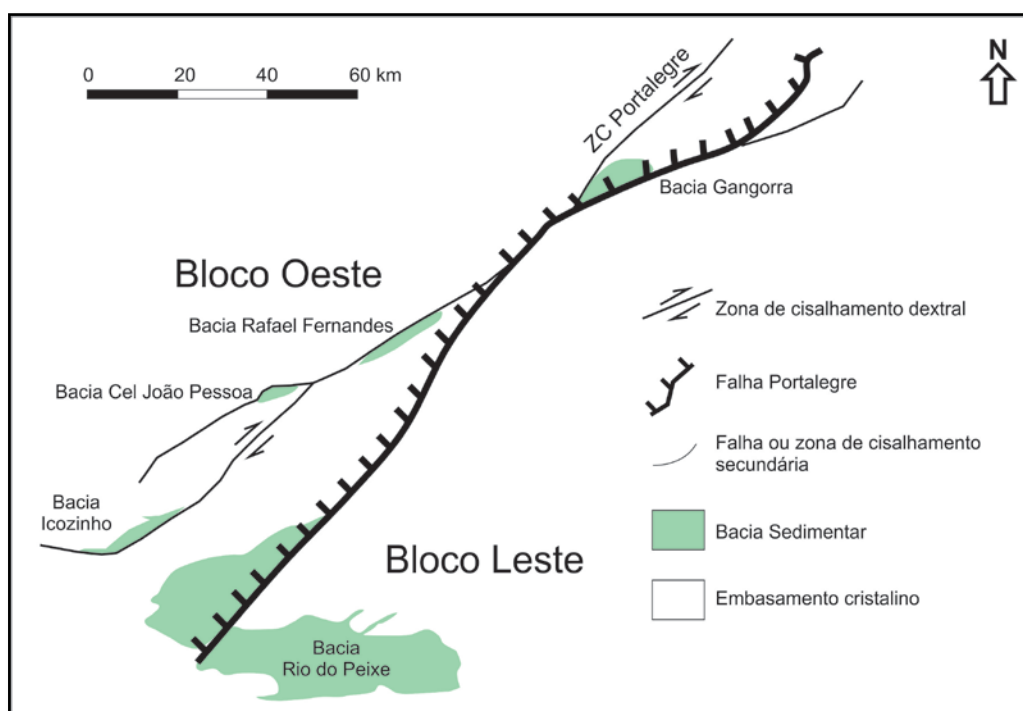 0 20 40 60 km
N
ZC Portalegre
Bacia Gangorra
Bloco Oeste
Bacia Rafael Fernandes
Bacia Cel João Pessoa
Bacia
Icozinho
Bloco Leste
Bacia
Rio do Peixe
Zona de cisalhamento dextral
Falha Portalegre
Falha ou zona de cisalhamento
secundária
Bacia Sedimentar
Embasamento cristalino